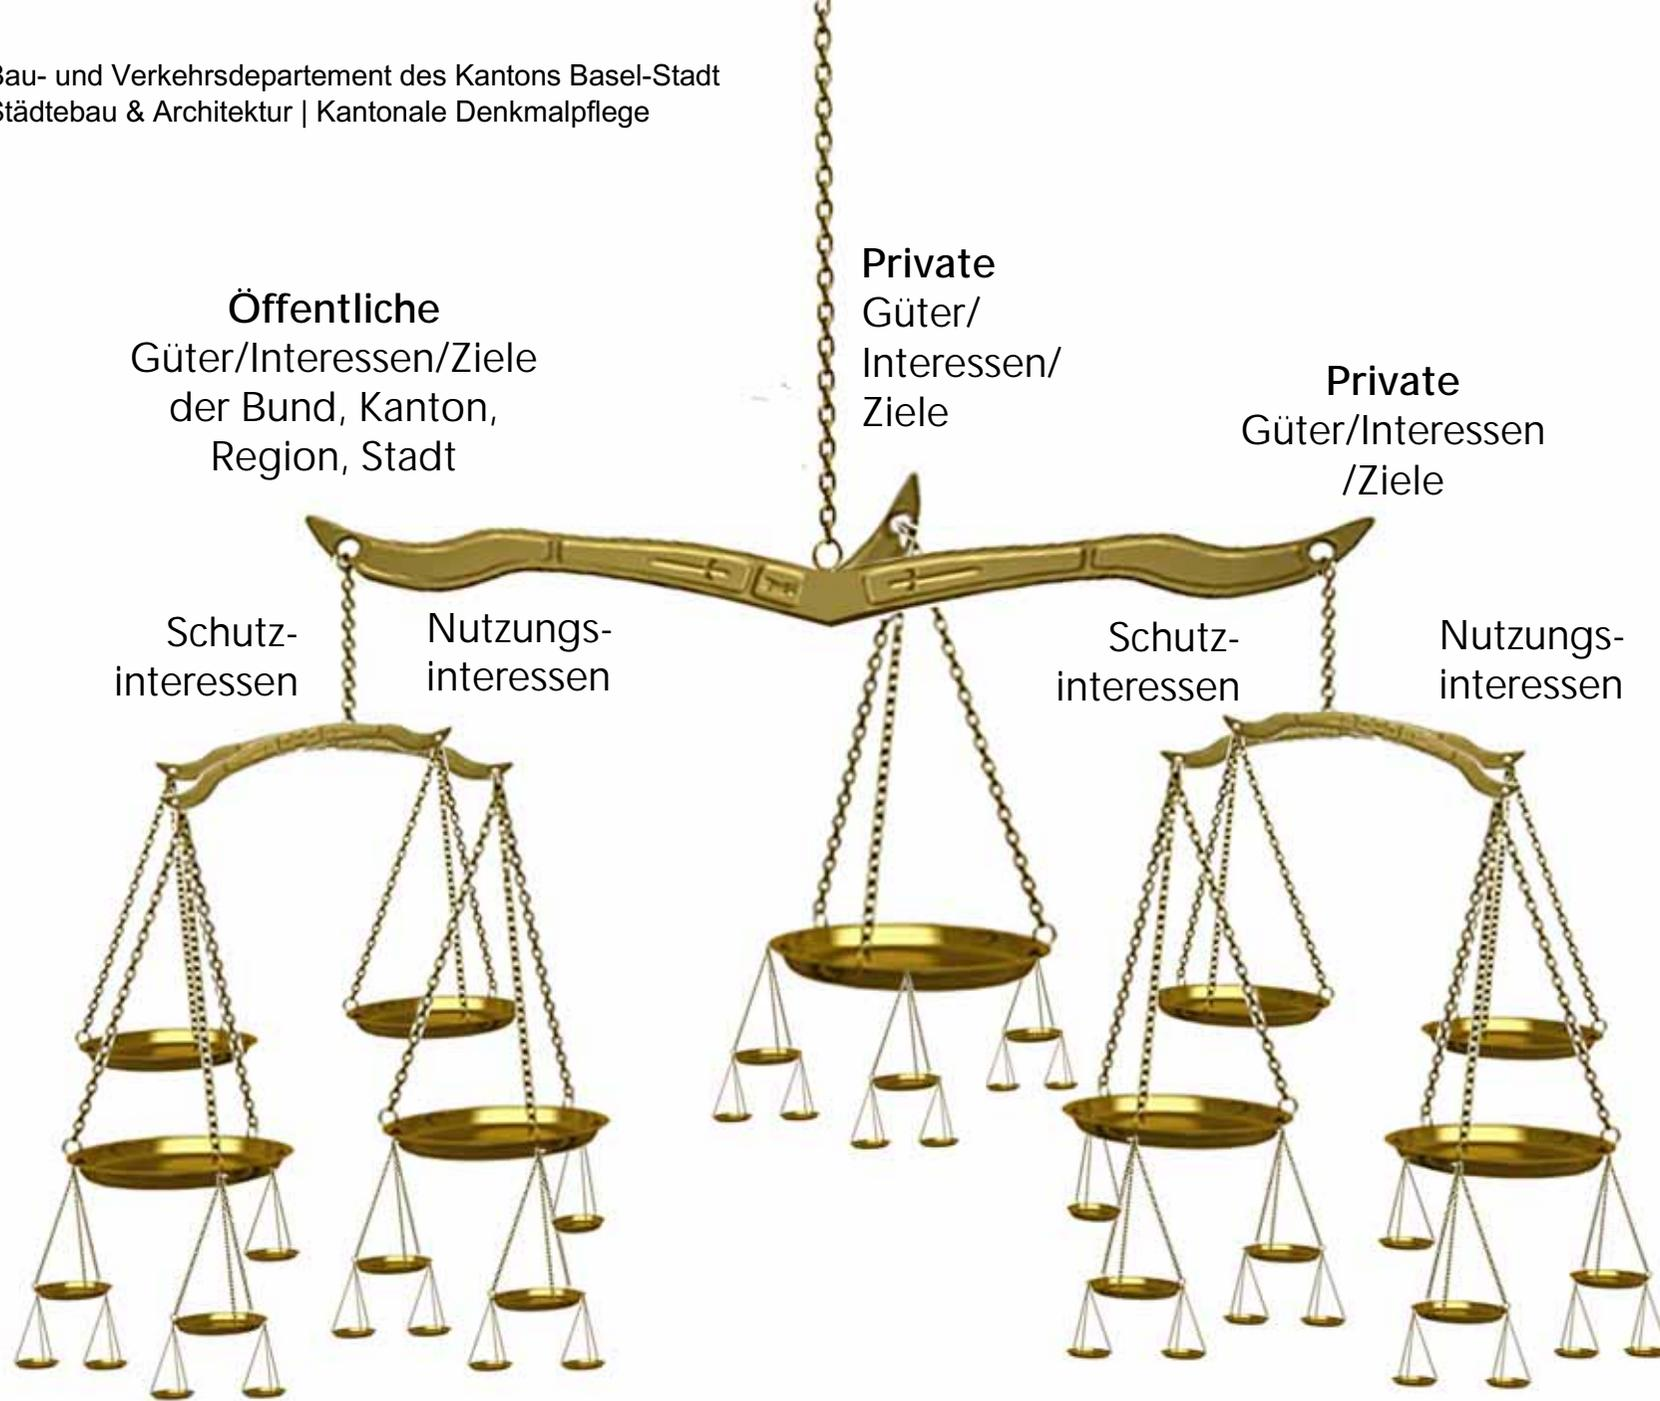 Bau- und Verkehrsdepartement des Kantons Basel-Stadt
Städtebau & Architektur | Kantonale Denkmalpflege
Öffentliche
Güter/Interessen/Ziele
der Bund, Kanton,
Region, Stadt
Private
Güter/
Interessen/
Ziele
Private
Güter/Interessen
/Ziele
Schutz-
interessen
Nutzungs-
interessen
Schutz-
interessen
Nutzungs-
interessen